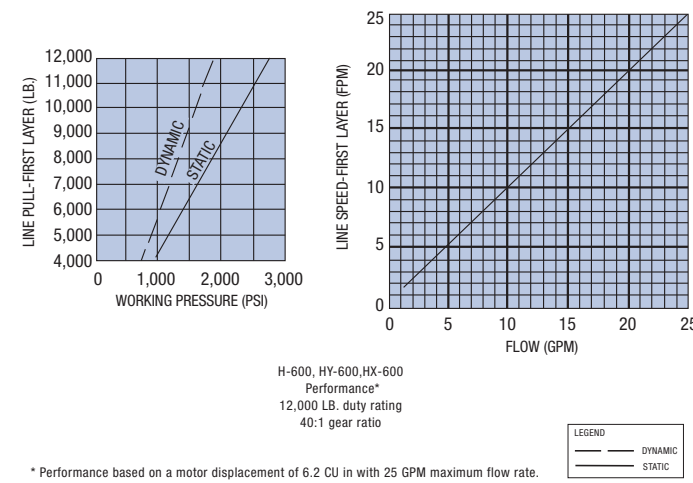 12,000
11,000
10,000
9,000
8,000
7,000
6,000
5,000
4,000
LINE PULL-FIRST LAYER (LB.)
DYNAMIC
STATIC
0 1,000 2,000 3,000
WORKING PRESSURE (PSI)
25
20
15
10
5
0
LINE SPEED-FIRST LAYER (FPM)
0 5 10 15 20 25
FLOW (GPM)
H-600, HY-600,HX-600
Performance*
12,000 LB. duty rating
40:1 gear ratio
LEGEND
DYNAMIC
STATIC
* Performance based on a motor displacement of 6.2 CU in with 25 GPM maximum flow rate.